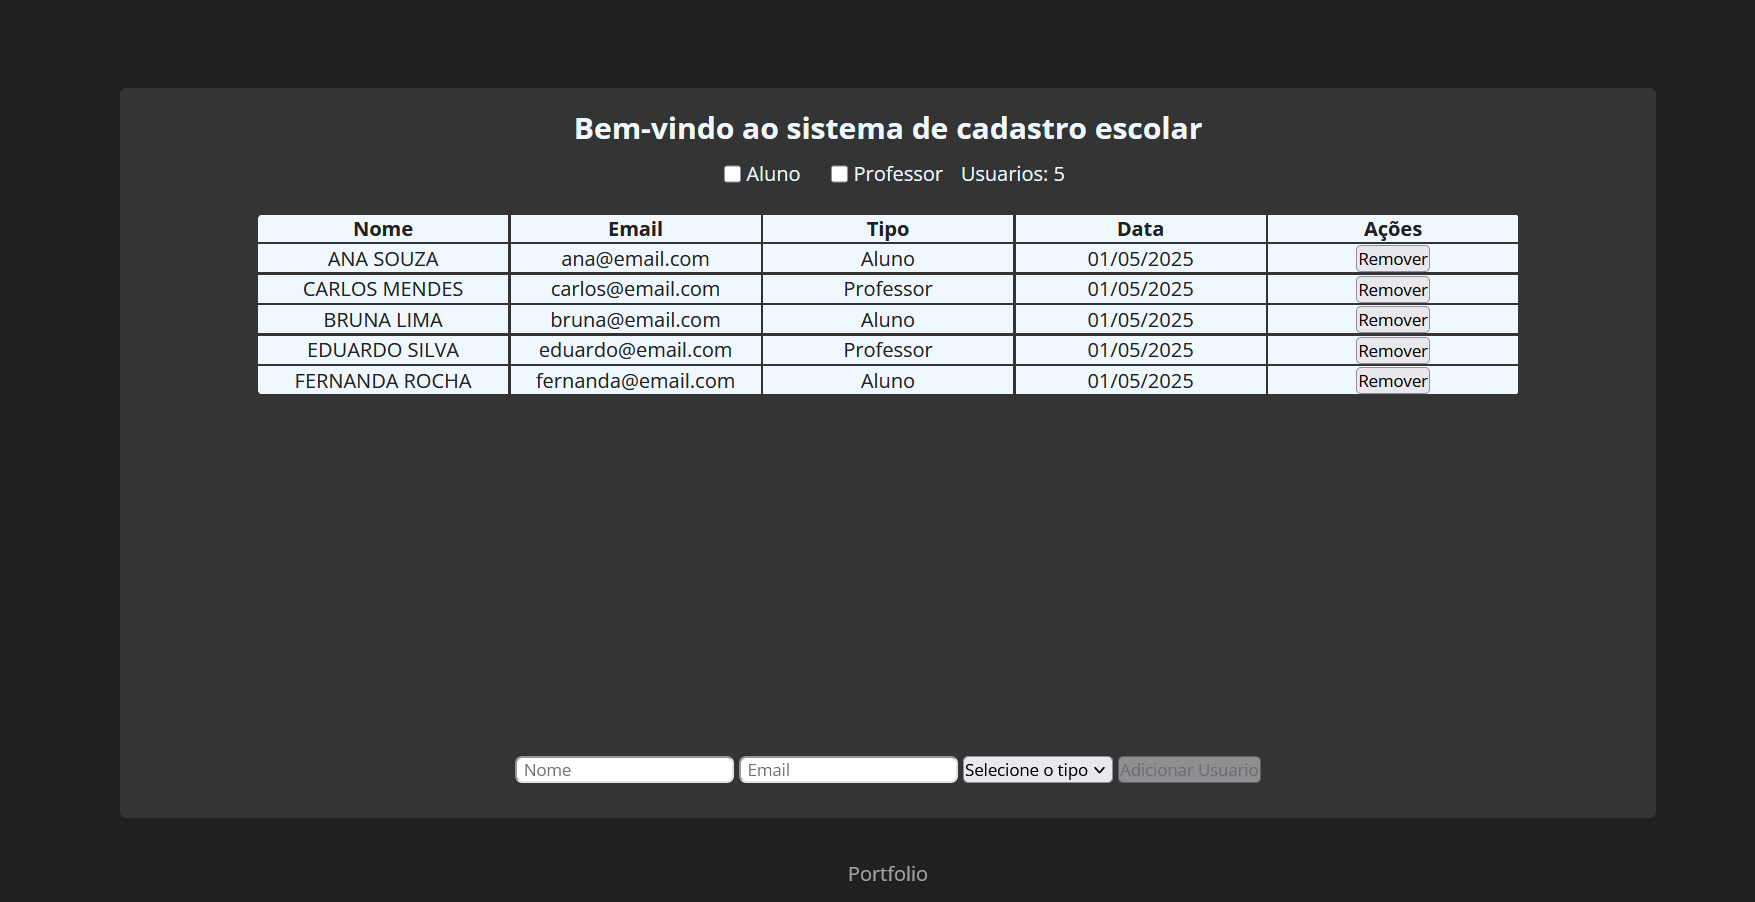 Bem-vindo ao sistema de cadastro escolar
Aluno Professor Usuarios: 5
Nome Email Tipo Data Ações
ANA SOUZA ana@email.com Aluno 01/05/2025 Remover
CARLOS MENDES carlos@email.com Professor 01/05/2025 Remover
BRUNA LIMA bruna@email.com Aluno 01/05/2025 Remover
EDUARDO SILVA eduardo@email.com Professor 01/05/2025 Remover
FERNANDA ROCHA fernanda@email.com Aluno 01/05/2025 Remover
Nome Email Selecione o tipo Adicionar Usuario
Portfolio